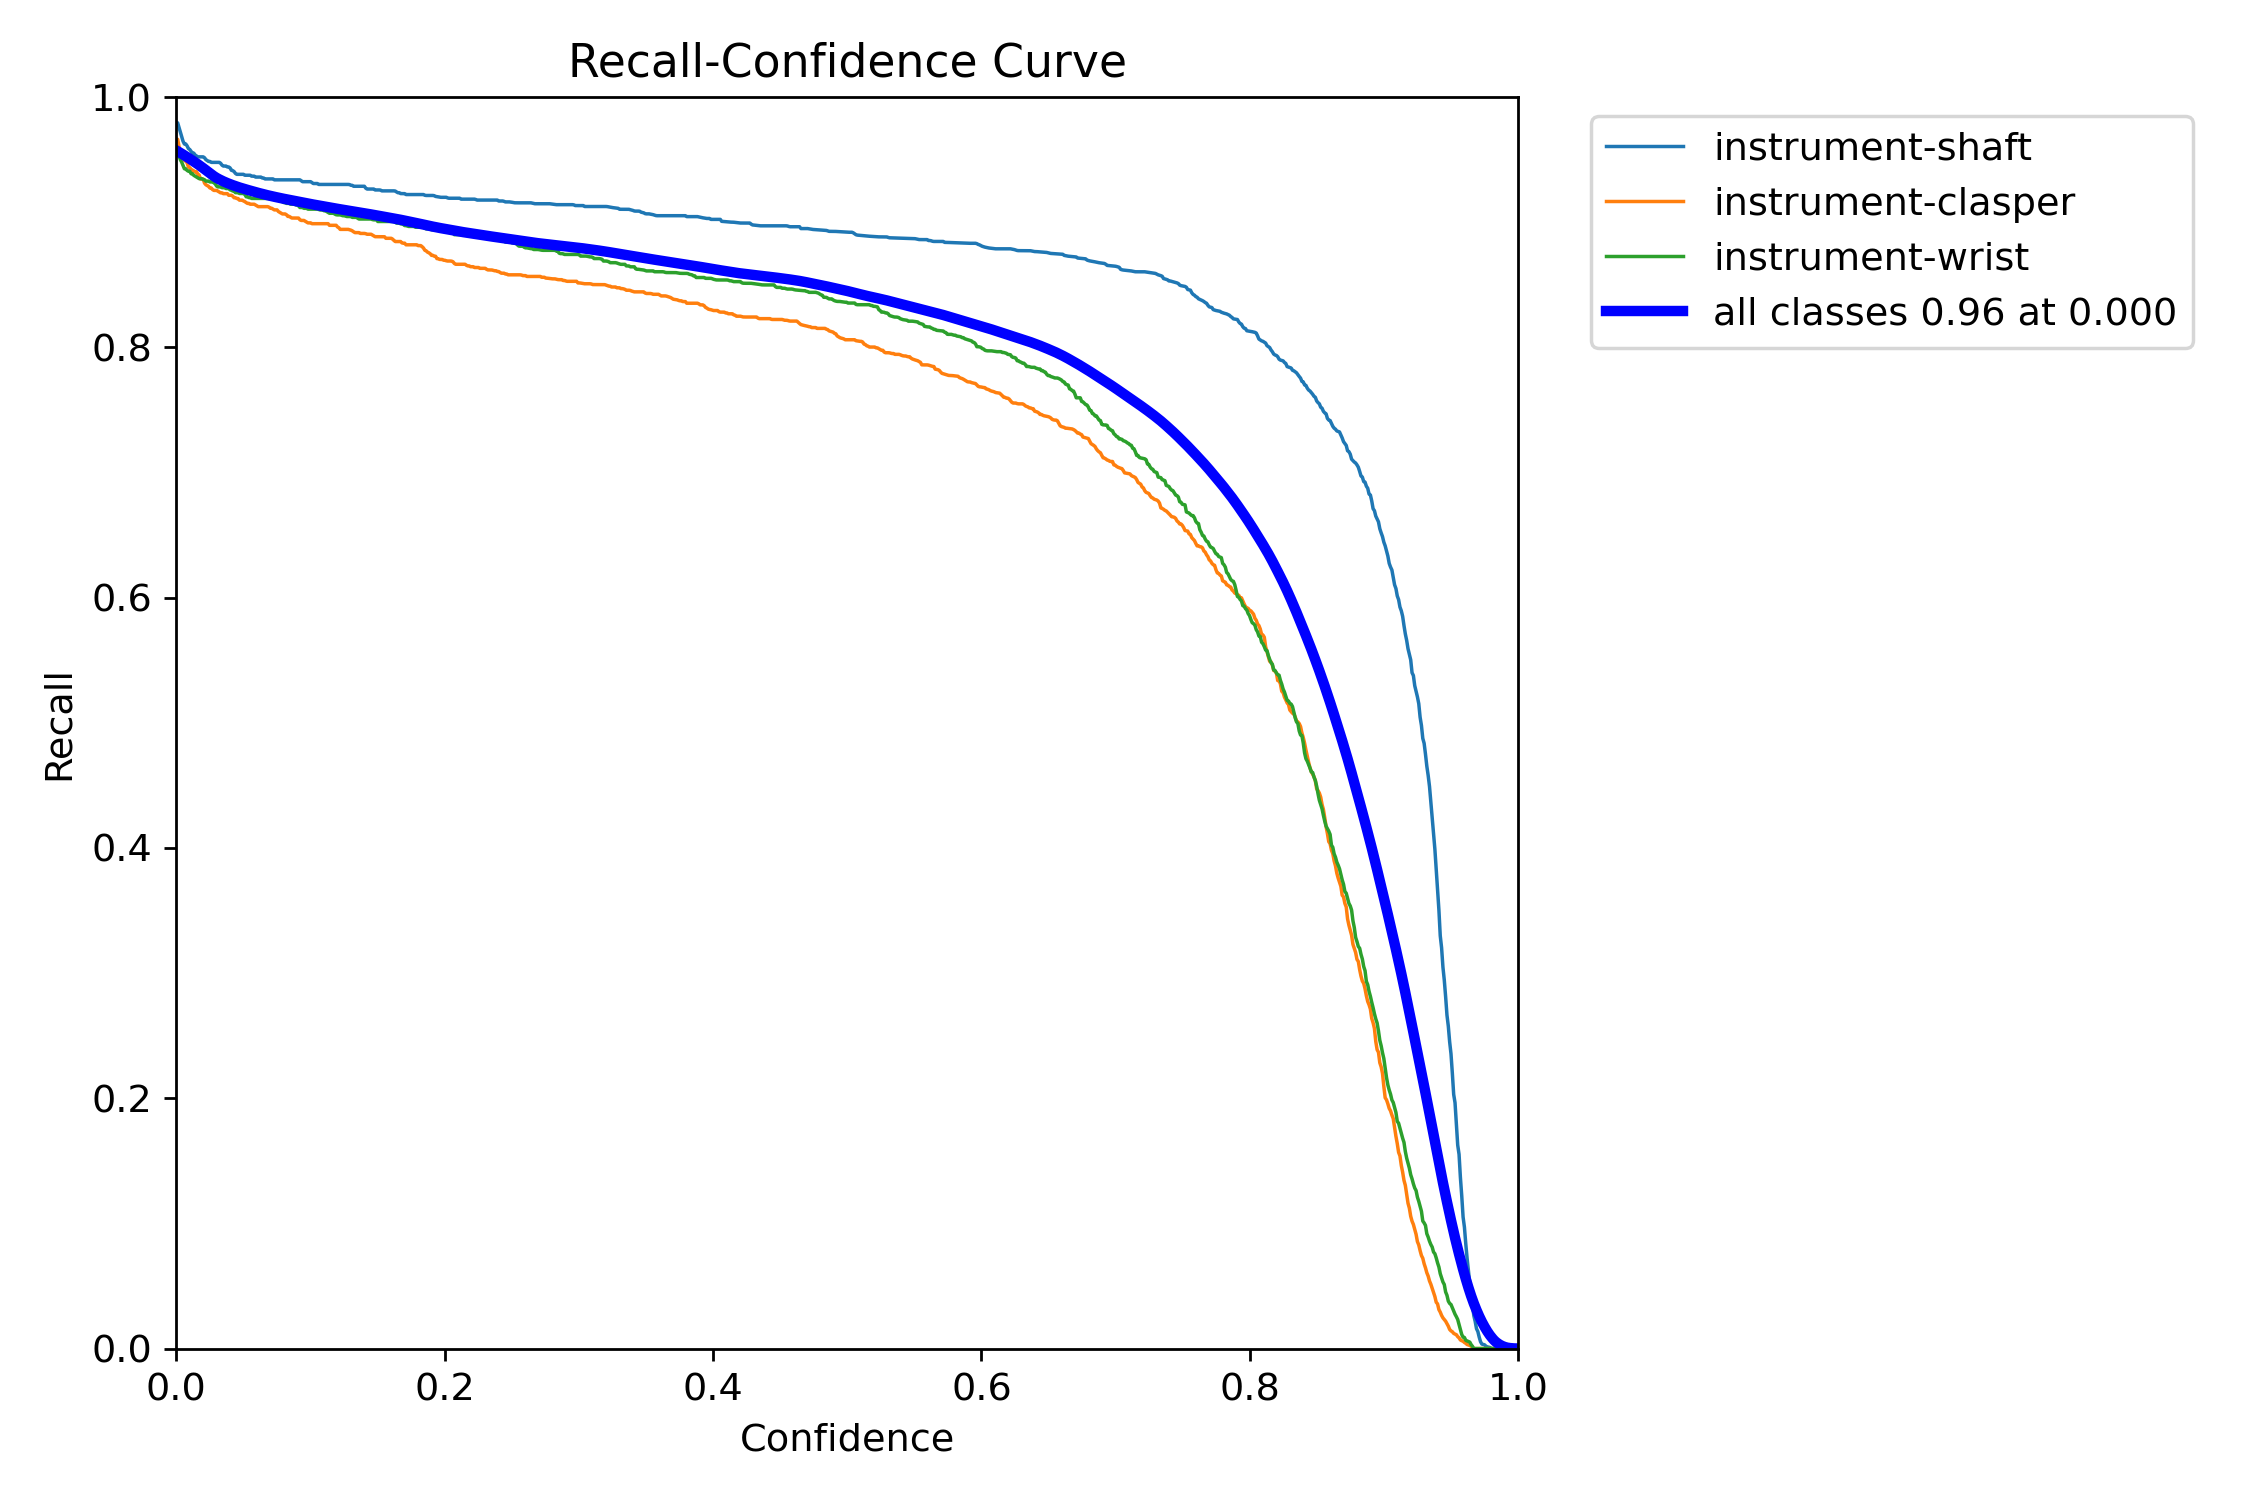 Recall-Confidence Curve
1.0
0.8
0.6
0.4
0.2
0.0
Recall
0.0 0.2 0.4 0.6 0.8 1.0
Confidence
instrument-shaft
instrument-clasper
instrument-wrist
all classes 0.96 at 0.000